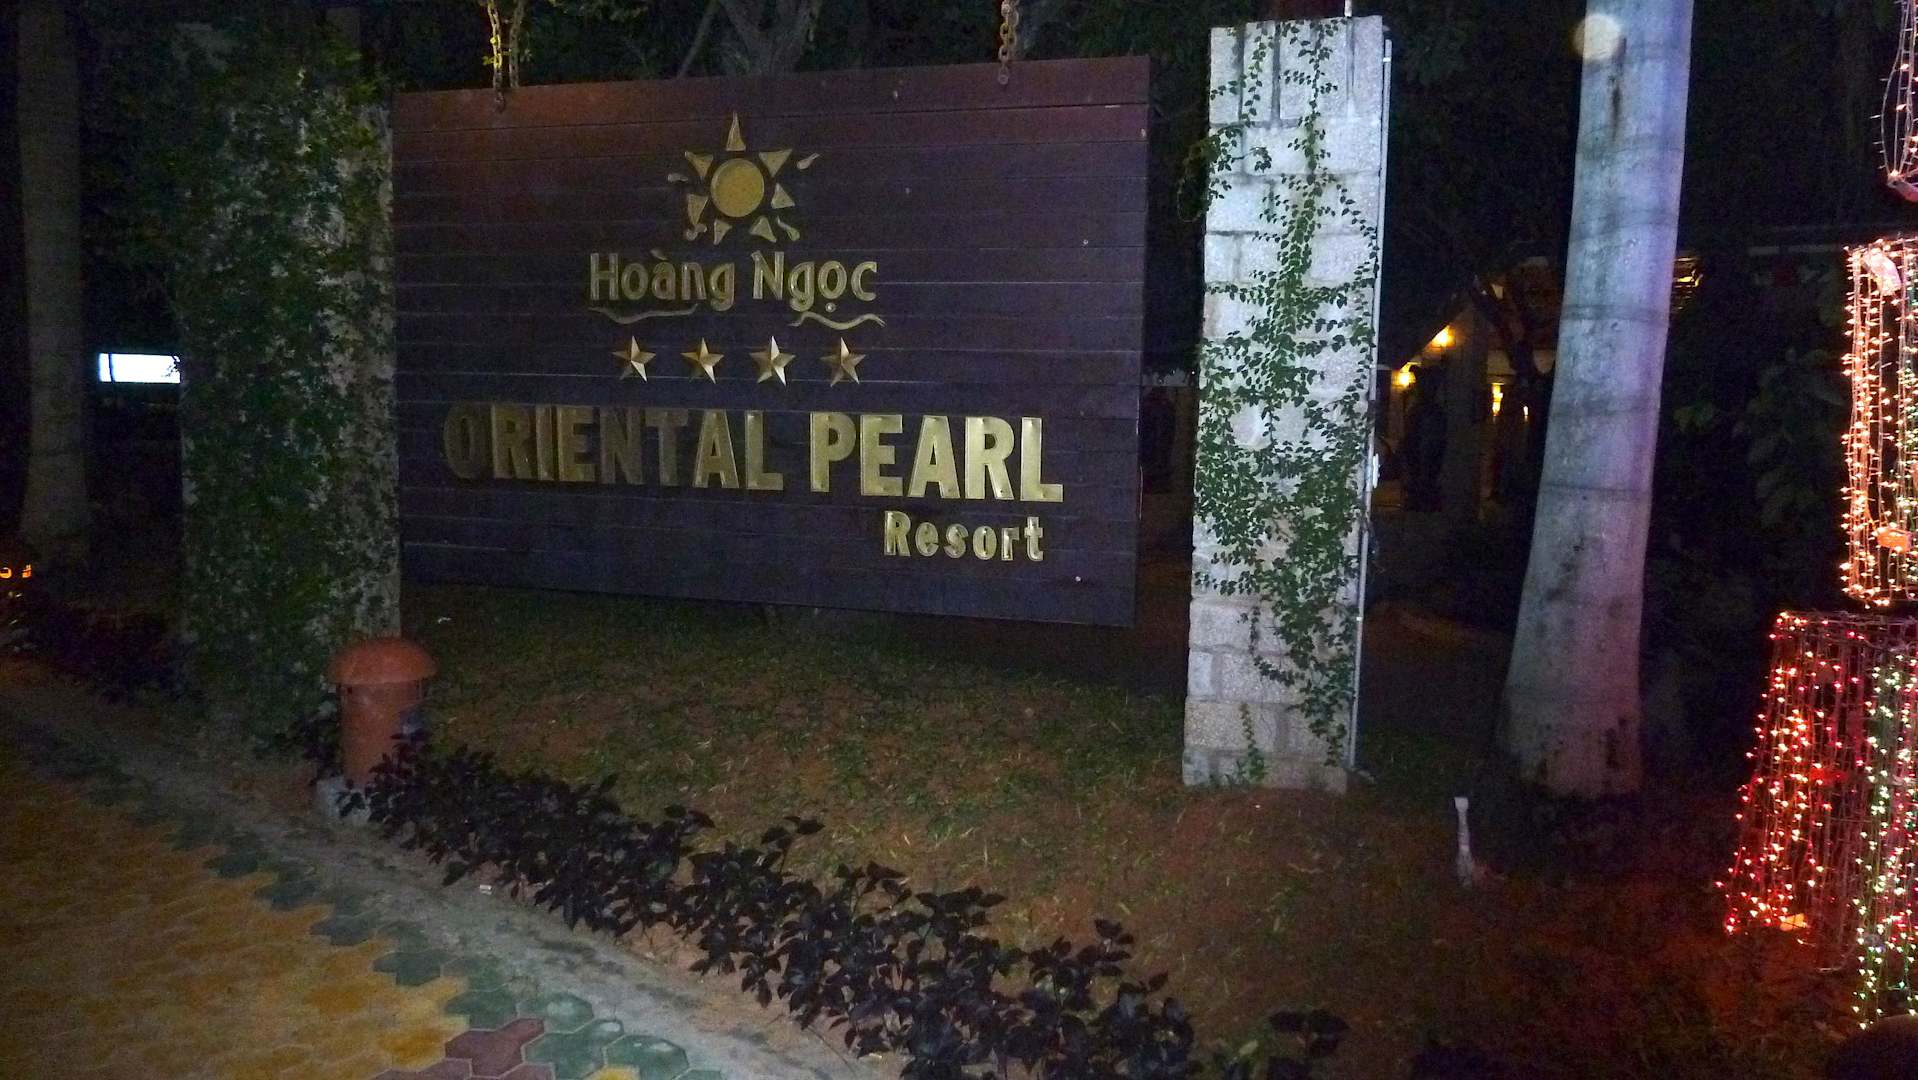 Hoàng Ngọc
ORIENTAL PEARL
Resort